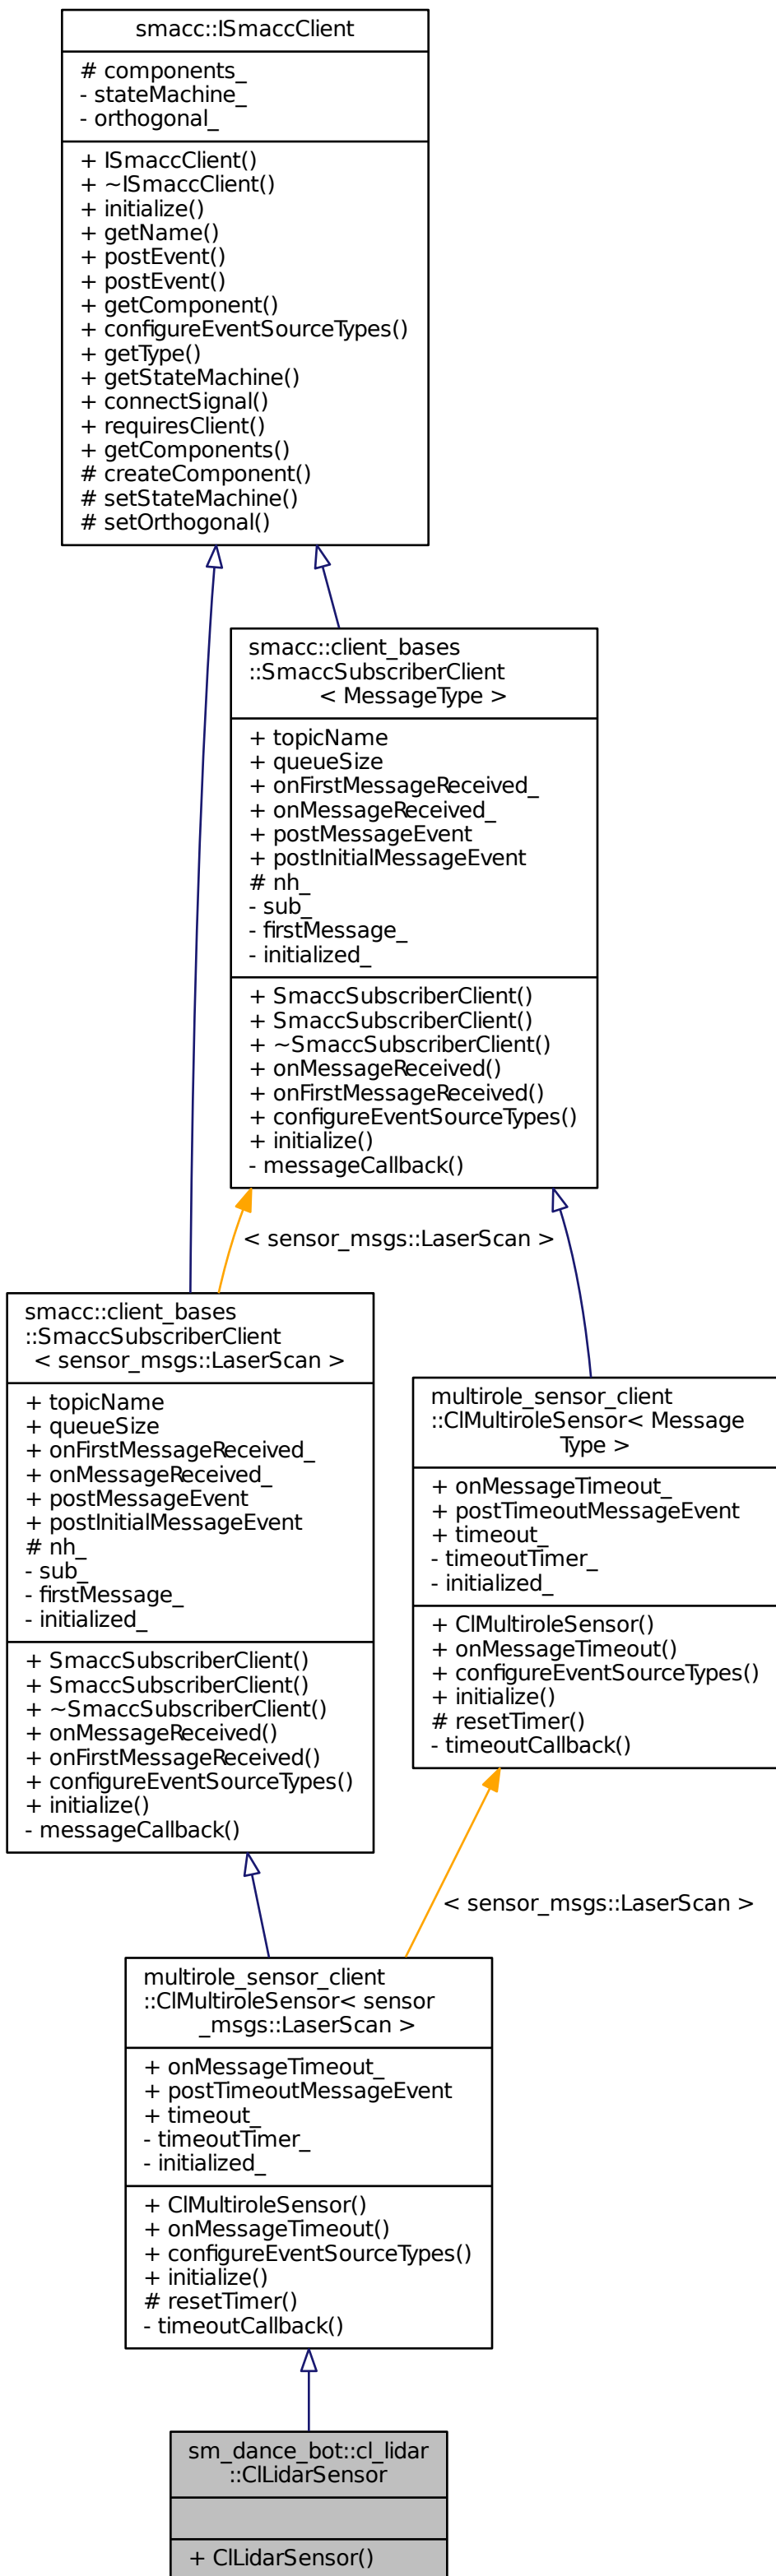 smacc::ISmaccClient
# components_
- stateMachine_
- orthogonal_
+ ISmaccClient()
+ ~ISmaccClient()
+ initialize()
+ getName()
+ postEvent()
+ postEvent()
+ getComponent()
+ configureEventSourceTypes()
+ getType()
+ getStateMachine()
+ connectSignal()
+ requiresClient()
+ getComponents()
# createComponent()
# setStateMachine()
# setOrthogonal()
smacc::client_bases
::SmaccSubscriberClient
< MessageType >
+ topicName
+ queueSize
+ onFirstMessageReceived_
+ onMessageReceived_
+ postMessageEvent
+ postInitialMessageEvent
# nh_
- sub_
- firstMessage_
- initialized_
+ SmaccSubscriberClient()
+ SmaccSubscriberClient()
+ ~SmaccSubscriberClient()
+ onMessageReceived()
+ onFirstMessageReceived()
+ configureEventSourceTypes()
+ initialize()
- messageCallback()
< sensor_msgs::LaserScan >
smacc::client_bases
::SmaccSubscriberClient
< sensor_msgs::LaserScan >
+ topicName
+ queueSize
+ onFirstMessageReceived_
+ onMessageReceived_
+ postMessageEvent
+ postInitialMessageEvent
# nh_
- sub_
- firstMessage_
- initialized_
+ SmaccSubscriberClient()
+ SmaccSubscriberClient()
+ ~SmaccSubscriberClient()
+ onMessageReceived()
+ onFirstMessageReceived()
+ configureEventSourceTypes()
+ initialize()
- messageCallback()
multirole_sensor_client
::ClMultiroleSensor< Message
Type >
+ onMessageTimeout_
+ postTimeoutMessageEvent
+ timeout_
- timeoutTimer_
- initialized_
+ ClMultiroleSensor()
+ onMessageTimeout()
+ configureEventSourceTypes()
+ initialize()
# resetTimer()
- timeoutCallback()
< sensor_msgs::LaserScan >
multirole_sensor_client
::ClMultiroleSensor< sensor
_msgs::LaserScan >
+ onMessageTimeout_
+ postTimeoutMessageEvent
+ timeout_
- timeoutTimer_
- initialized_
+ ClMultiroleSensor()
+ onMessageTimeout()
+ configureEventSourceTypes()
+ initialize()
# resetTimer()
- timeoutCallback()
sm_dance_bot::cl_lidar
::ClLidarSensor
+ ClLidarSensor()